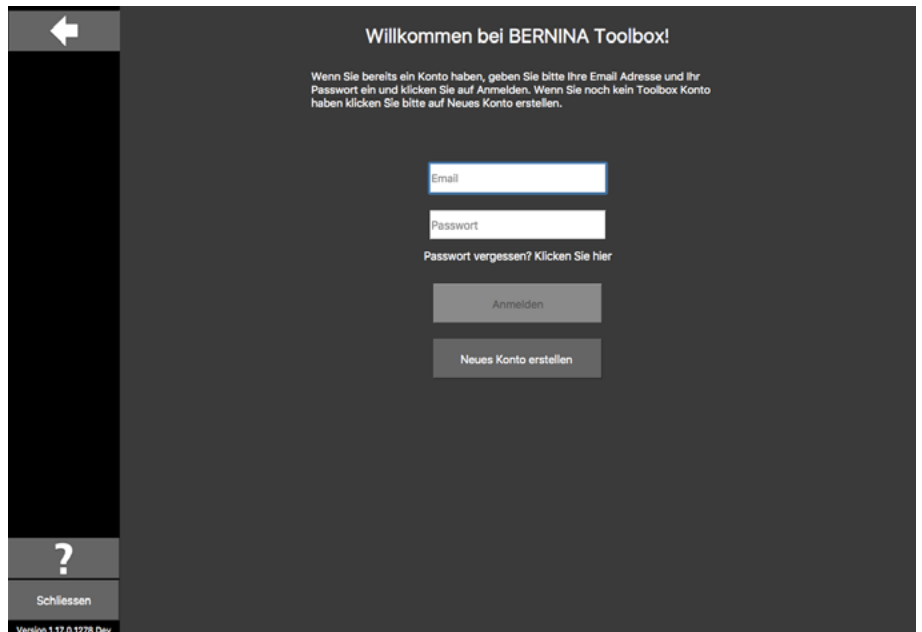 Willkommen bei BERNINA Toolbox!
Wenn Sie bereits ein Konto haben, geben Sie bitte Ihre Email Adresse und Ihr
Passwort ein und klicken Sie auf Anmelden. Wenn Sie noch kein Toolbox Konto
haben klicken Sie bitte auf Neues Konto erstellen.
Email
Passwort
Passwort vergessen? Klicken Sie hier
Anmelden
Neues Konto erstellen
?
Schliessen
Version 1.17.0.1278 Dev